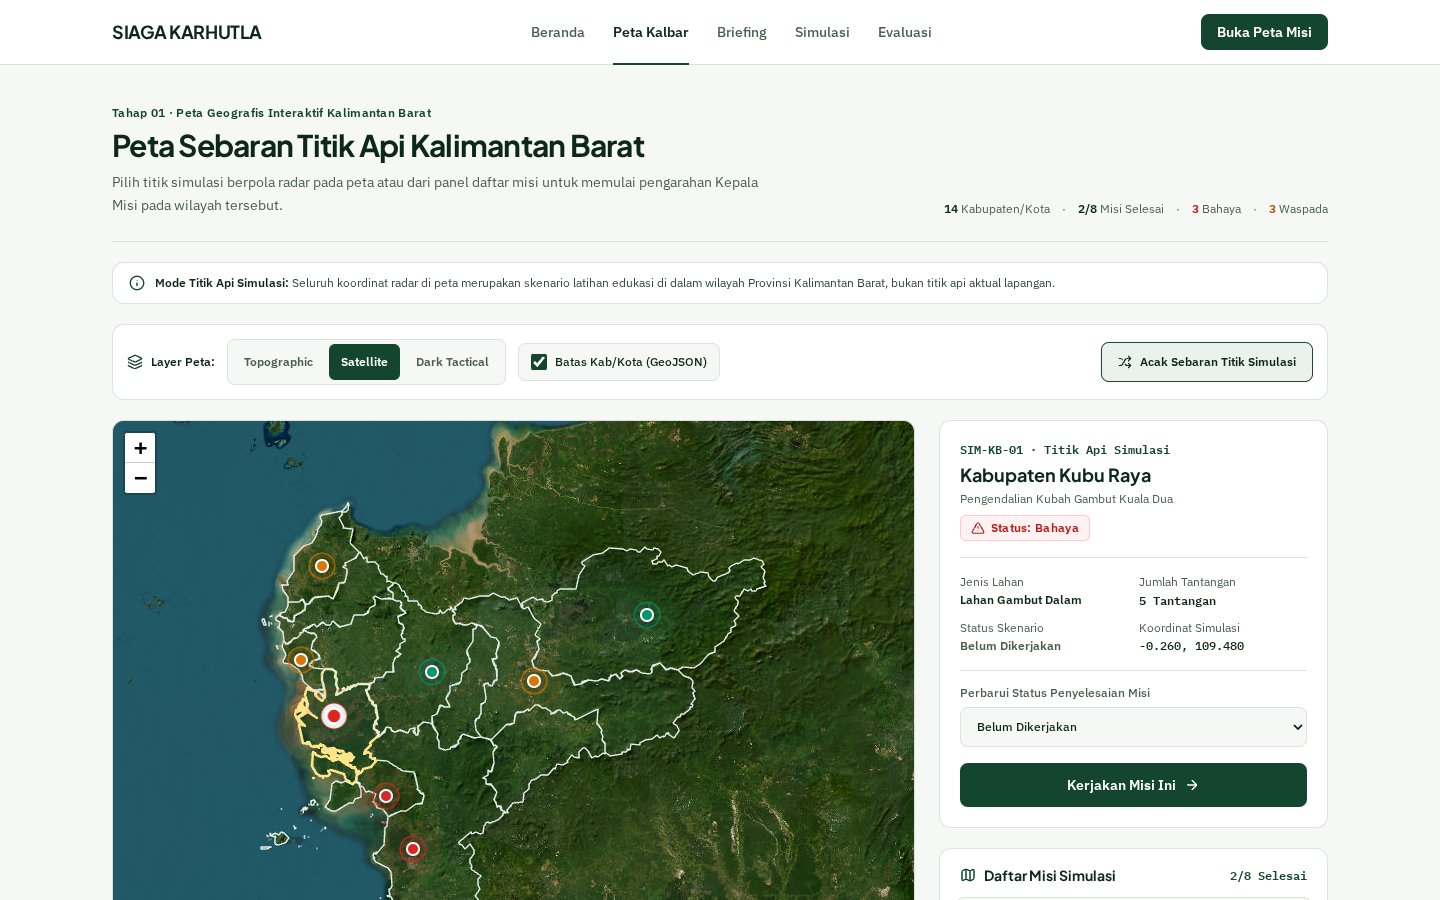 SIAGA KARHUTLA
Beranda
Peta Kalbar
Briefing
Simulasi
Evaluasi
Buka Peta Misi
Tahap 01 · Peta Geografis Interaktif Kalimantan Barat
Peta Sebaran Titik Api Kalimantan Barat
Pilih titik simulasi berpola radar pada peta atau dari panel daftar misi untuk memulai pengarahan Kepala
Misi pada wilayah tersebut.
14 Kabupaten/Kota · 2/8 Misi Selesai · 3 Bahaya · 3 Waspada
Mode Titik Api Simulasi: Seluruh koordinat radar di peta merupakan skenario latihan edukasi di dalam wilayah Provinsi Kalimantan Barat, bukan titik api aktual lapangan.
Layer Peta:
Topographic
Satellite
Dark Tactical
Batas Kab/Kota (GeoJSON)
Acak Sebaran Titik Simulasi
+
−
SIM-KB-01 · Titik Api Simulasi
Kabupaten Kubu Raya
Pengendalian Kubah Gambut Kuala Dua
Status: Bahaya
Jenis Lahan
Lahan Gambut Dalam
Jumlah Tantangan
5 Tantangan
Status Skenario
Belum Dikerjakan
Koordinat Simulasi
-0.260, 109.480
Perbarui Status Penyelesaian Misi
Belum Dikerjakan
Kerjakan Misi Ini →
Daftar Misi Simulasi
2/8 Selesai